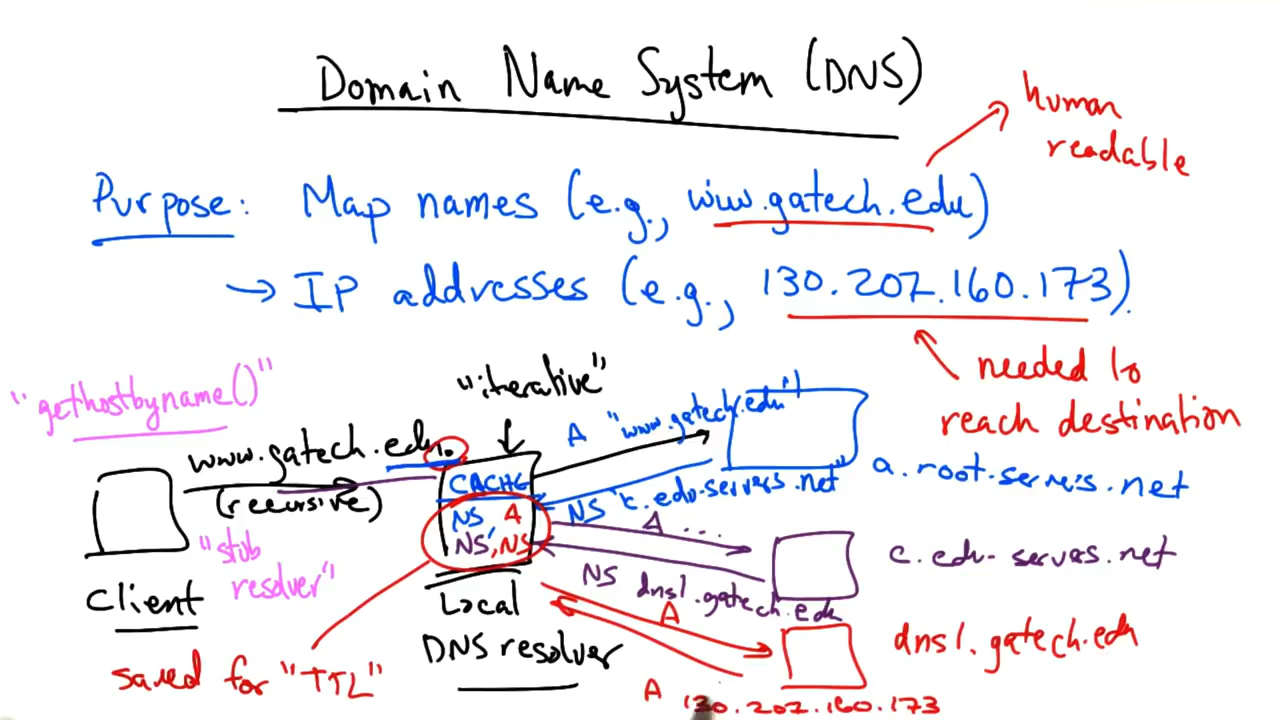 Domain Name System (DNS)
human
readable
Purpose: Map names (e.g., www.gatech.edu)
→ IP addresses (e.g., 130.207.160.173).
needed to
reach destination
"gethostbyname()"
"iterative"
www.gatech.edu.
(recursive)
"stub
resolver"
Client
CACHE
NS, A
NS, NS
Local
DNS resolver
saved for "TTL"
A "www.gatech.edu"
NS "c.edu-servers.net"
a.root-servers.net
A ...
NS dns1.gatech.edu
c.edu-servers.net
A
dns1.gatech.edu
A 130.207.160.173